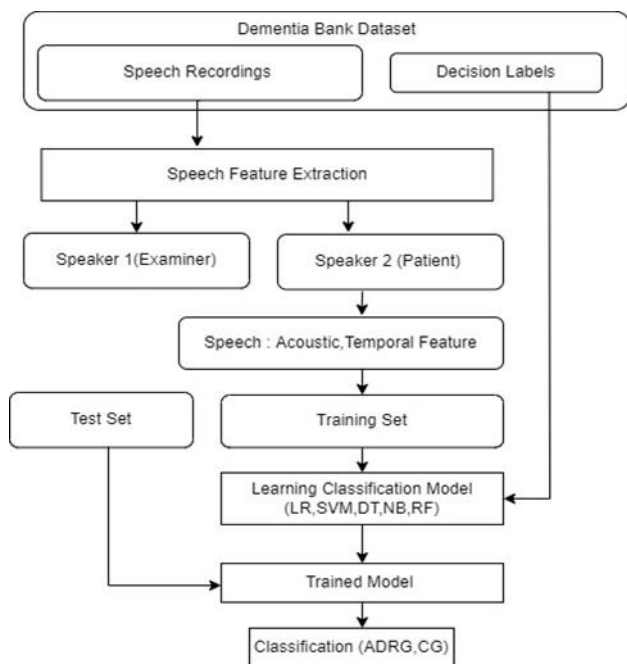 Dementia Bank Dataset
Speech Recordings
Decision Labels
Speech Feature Extraction
Speaker 1(Examiner)
Speaker 2 (Patient)
Speech : Acoustic,Temporal Feature
Test Set
Training Set
Learning Classification Model
(LR,SVM,DT,NB,RF)
Trained Model
Classification (ADRG,CG)